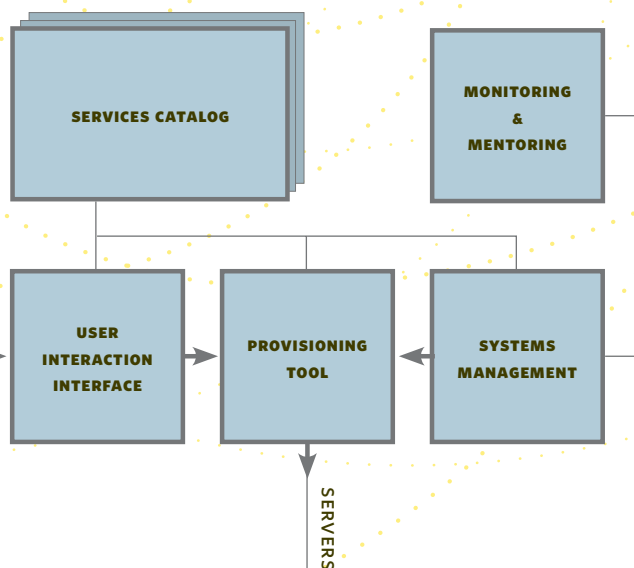 SERVICES CATALOG
MONITORING
&
MENTORING
USER
INTERACTION
INTERFACE
PROVISIONING
TOOL
SYSTEMS
MANAGEMENT
SERVERS